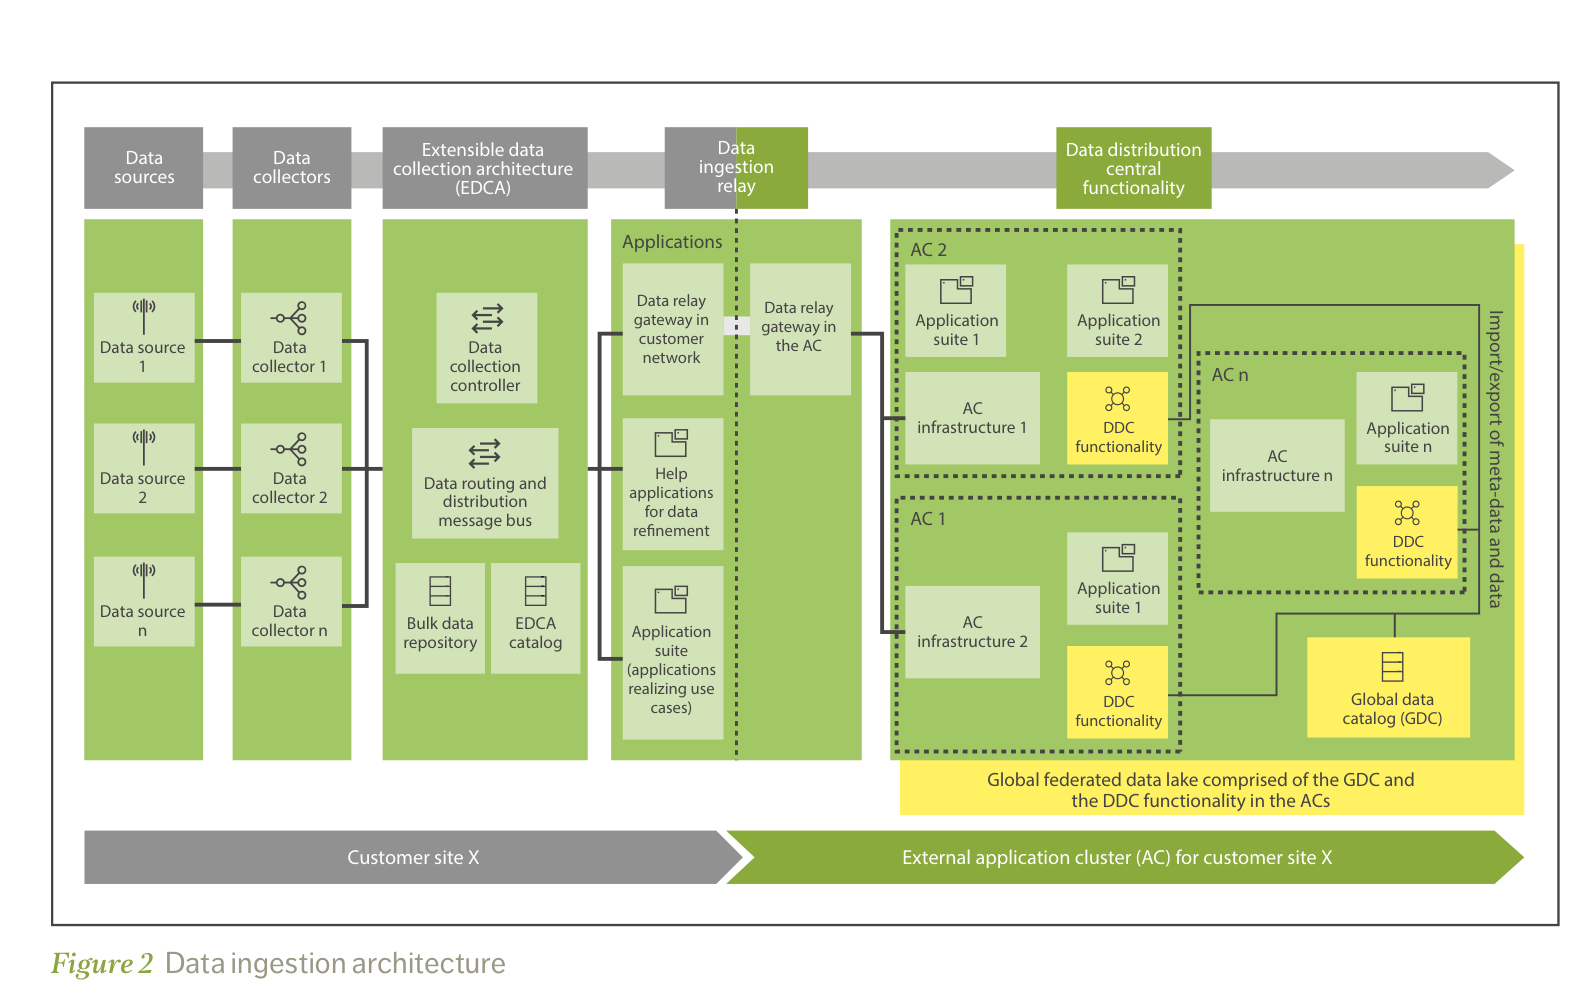 Data
sources
Data
collectors
Extensible data
collection architecture
(EDCA)
Data
ingestion
relay
Data distribution
central
functionality
Data source
1
Data source
2
Data source
n
Data
collector 1
Data
collector 2
Data
collector n
Data
collection
controller
Data routing and
distribution
message bus
Bulk data
repository
EDCA
catalog
Applications
Data relay
gateway in
customer
network
Data relay
gateway in
the AC
Help
applications
for data
refinement
Application
suite
(applications
realizing use
cases)
AC 2
Application
suite 1
Application
suite 2
AC
infrastructure 1
DDC
functionality
AC 1
Application
suite 1
AC
infrastructure 2
DDC
functionality
AC n
Application
suite n
AC
infrastructure n
DDC
functionality
Import/export of meta-data and data
Global data
catalog (GDC)
Global federated data lake comprised of the GDC and
the DDC functionality in the ACs
Customer site X
External application cluster (AC) for customer site X
Figure 2 Data ingestion architecture